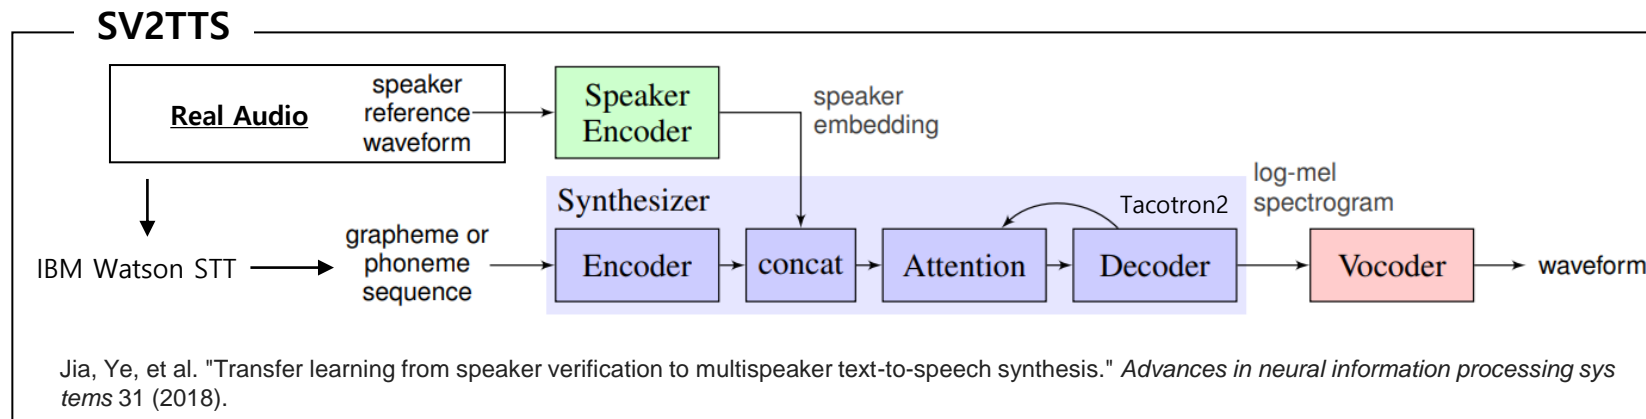 SV2TTS
Real Audio
speaker
reference
waveform
Speaker
Encoder
speaker
embedding
log-mel
spectrogram
Synthesizer
Tacotron2
IBM Watson STT
grapheme or
phoneme
sequence
Encoder
concat
Attention
Decoder
Vocoder
waveform
Jia, Ye, et al. "Transfer learning from speaker verification to multispeaker text-to-speech synthesis." Advances in neural information processing sys
tems 31 (2018).